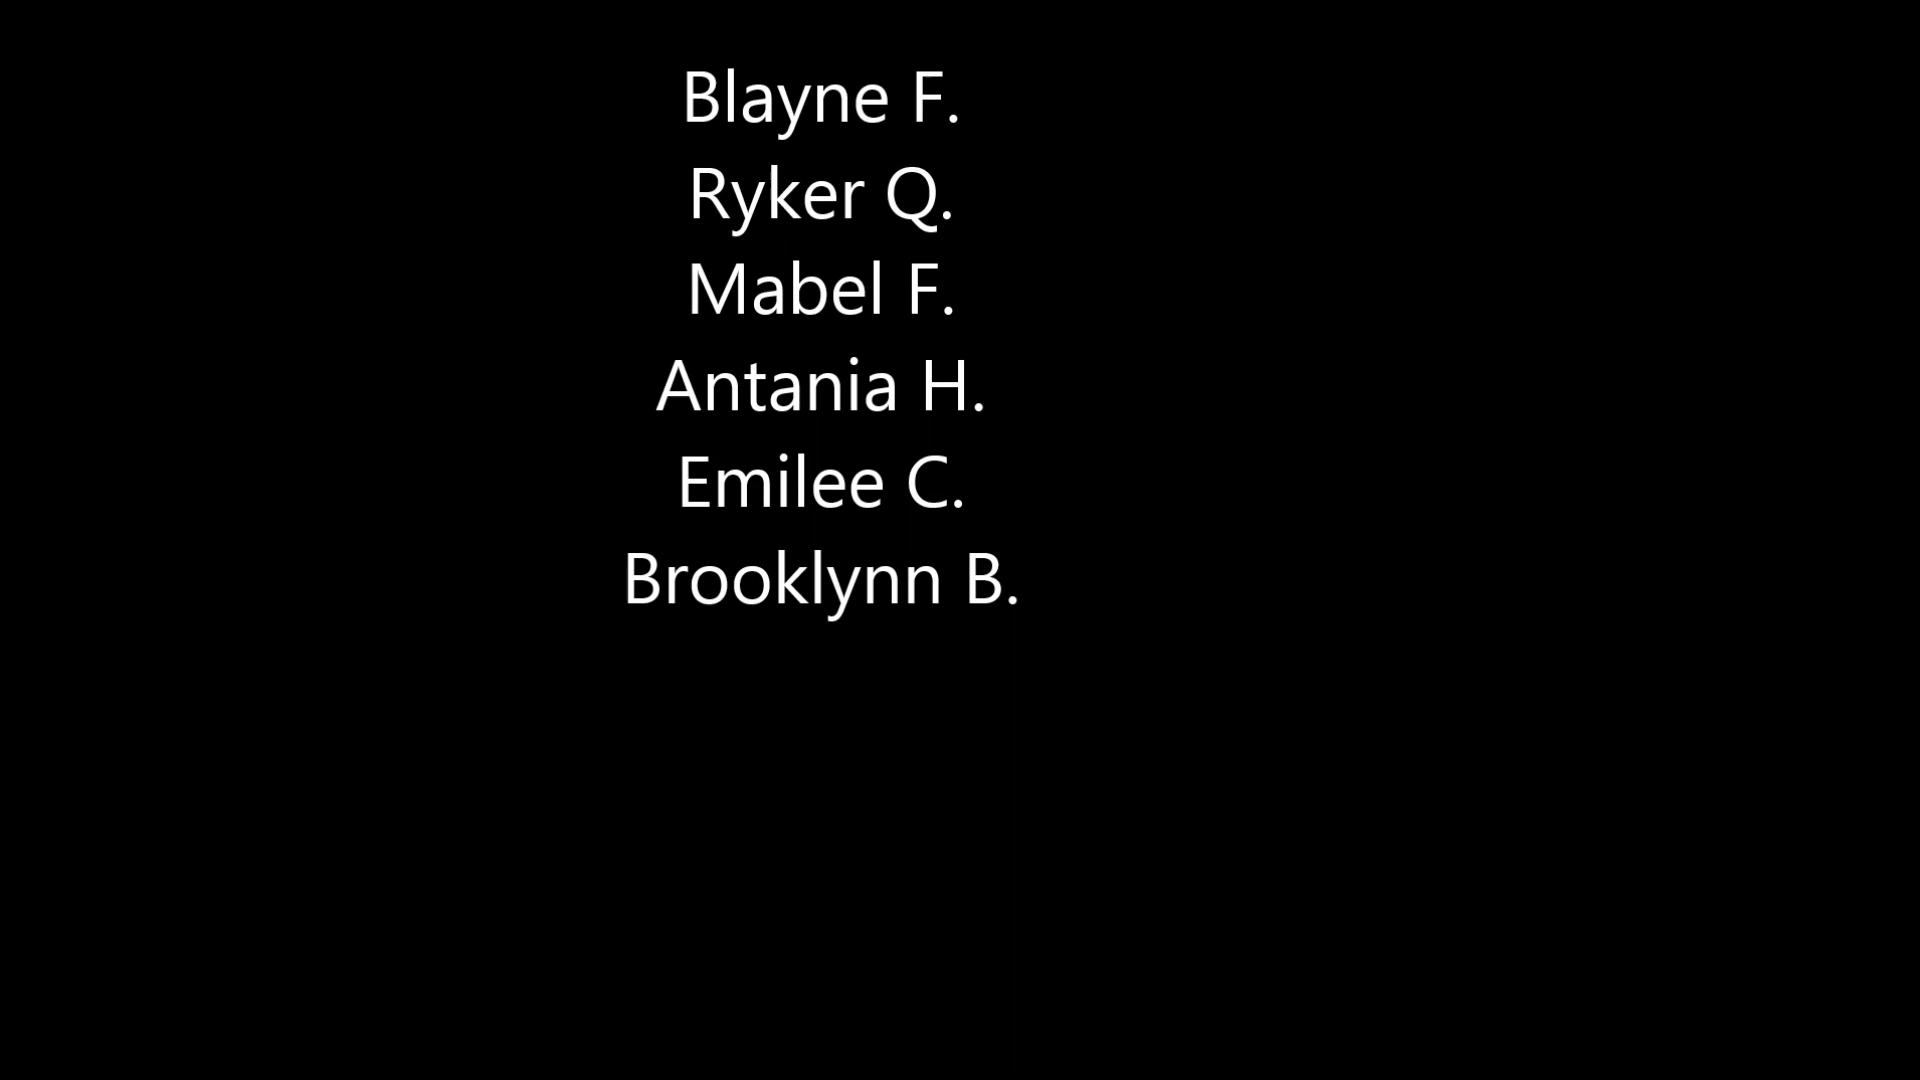 Blayne F.
Ryker Q.
Mabel F.
Antania H.
Emilee C.
Brooklynn B.